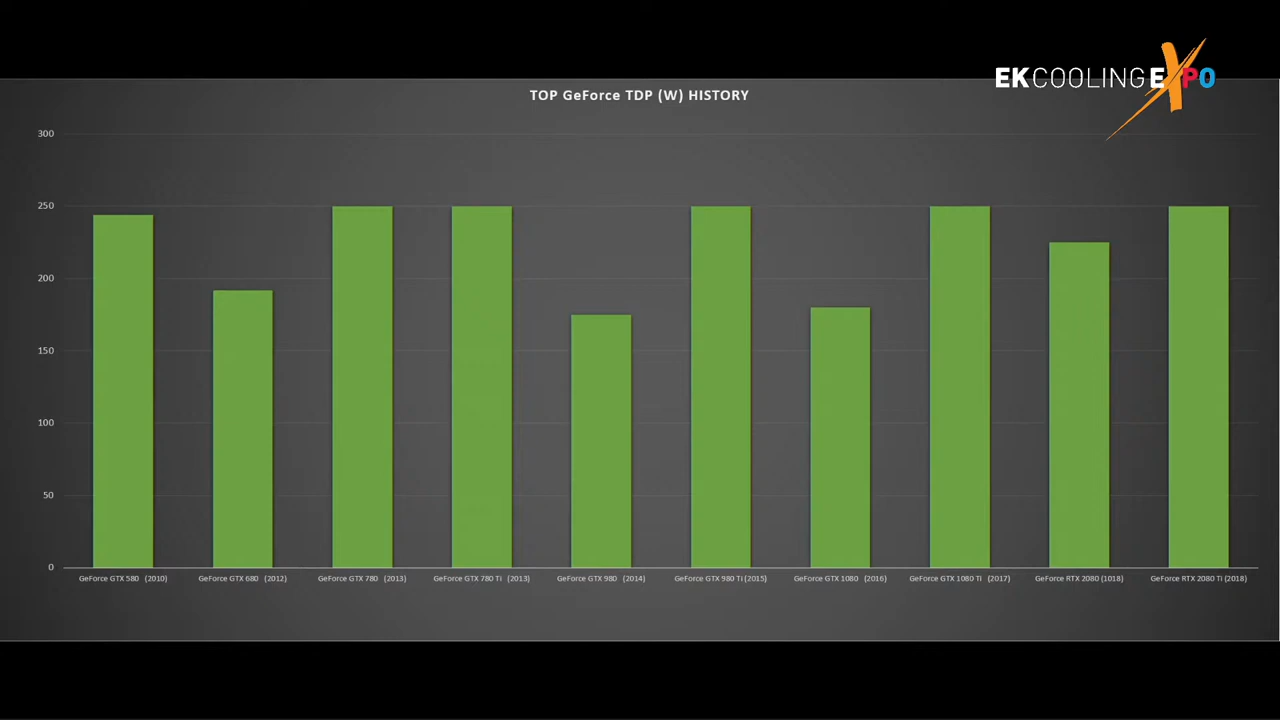 EKCOOLINGEXPO
TOP GeForce TDP (W) HISTORY
300
250
200
150
100
50
0
GeForce GTX 580 (2010)
GeForce GTX 680 (2012)
GeForce GTX 780 (2013)
GeForce GTX 780 Ti (2013)
GeForce GTX 980 (2014)
GeForce GTX 980 Ti (2015)
GeForce GTX 1080 (2016)
GeForce GTX 1080 Ti (2017)
GeForce RTX 2080 (1018)
GeForce RTX 2080 Ti (2018)